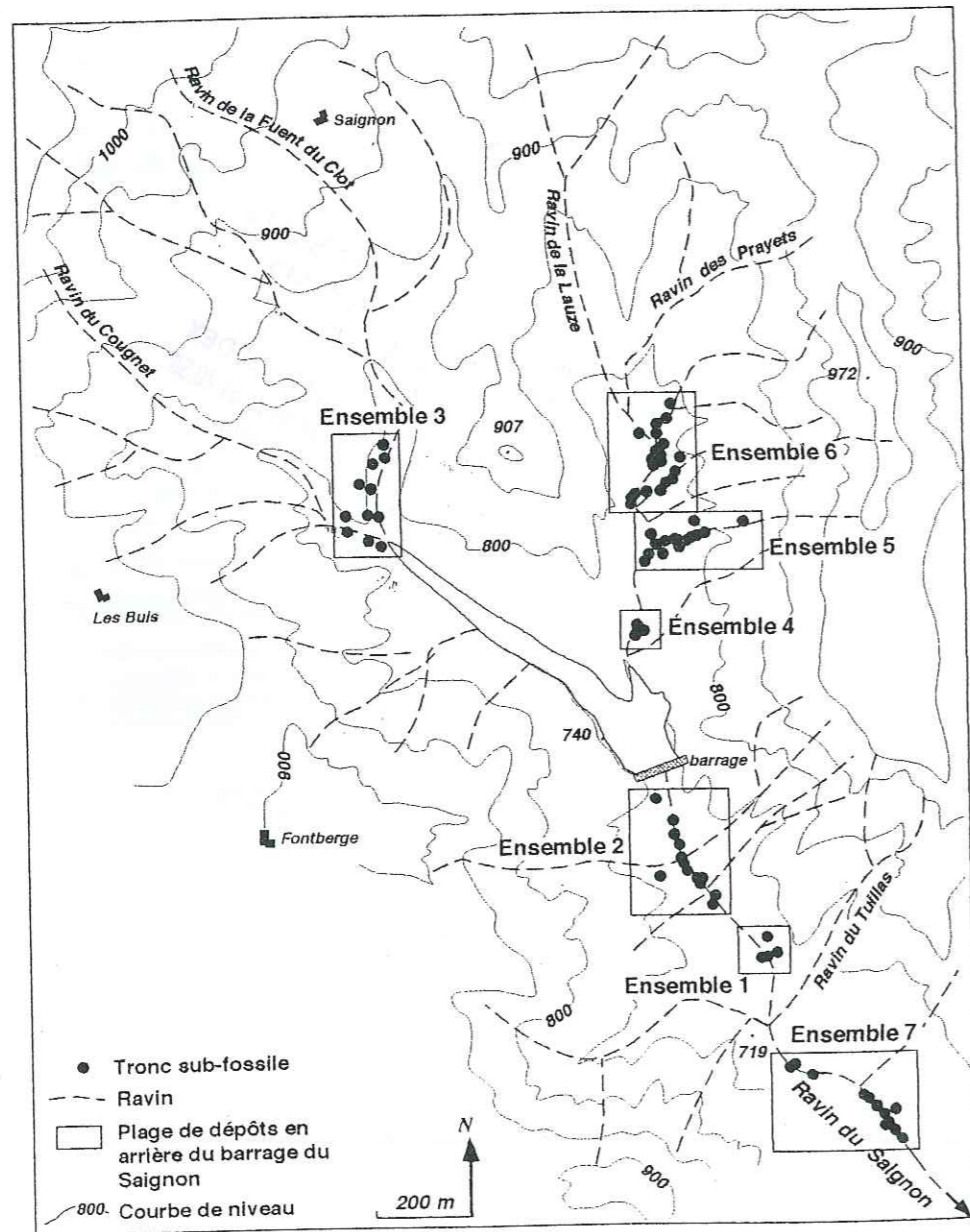 Ravin de la Fuent du Clot
Saignon
1000
900
900
Ravin de la Lauze
Ravin des Prayets
Ravin du Cougnet
900
900
972
Ensemble 3
907
Ensemble 6
800
Ensemble 5
Les Buis
Ensemble 4
800
740
barrage
900
Fontberge
Ensemble 2
Ravin du Tuillas
Ensemble 1
800
Ensemble 7
719
Ravin du Saignon
900
Tronc sub-fossile
Ravin
Plage de dépôts en
arrière du barrage du
Saignon
800 Courbe de niveau
N
200 m